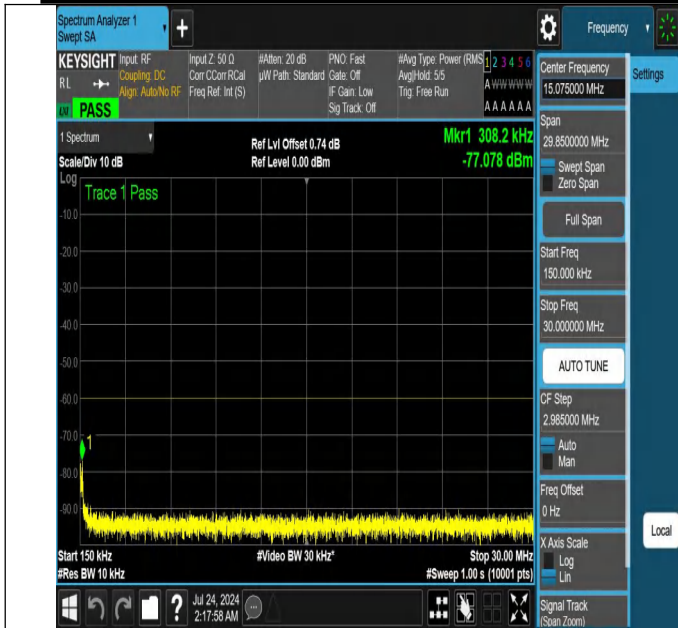 Spectrum Analyzer 1
Swept SA
+
Frequency
KEYSIGHT
RL
LXI
PASS
Input: RF
Coupling: DC
Align: Auto/No RF
Input Z: 50 Ω
Corr CCorr RCal
Freq Ref: Int (S)
#Atten: 20 dB
µW Path: Standard
PNO: Fast
Gate: Off
IF Gain: Low
Sig Track: Off
#Avg Type: Power (RMS
Avg|Hold: 5/5
Trig: Free Run
1 2 3 4 5 6
A W W W W W
A A A A A A
1 Spectrum
Scale/Div 10 dB
Ref Lvl Offset 0.74 dB
Ref Level 0.00 dBm
Mkr1 308.2 kHz
-77.078 dBm
Log
Trace 1 Pass
-10.0
-20.0
-30.0
-40.0
-50.0
-60.0
-70.0
1
-80.0
-90.0
Start 150 kHz
#Video BW 30 kHz*
Stop 30.00 MHz
#Res BW 10 kHz
#Sweep 1.00 s (10001 pts)
?
Jul 24, 2024
2:17:58 AM
Center Frequency
15.075000 MHz
Settings
Span
29.8500000 MHz
Swept Span
Zero Span
Full Span
Start Freq
150.000 kHz
Stop Freq
30.000000 MHz
AUTO TUNE
CF Step
2.985000 MHz
Auto
Man
Freq Offset
0 Hz
X Axis Scale
Log
Lin
Local
Signal Track
(Span Zoom)